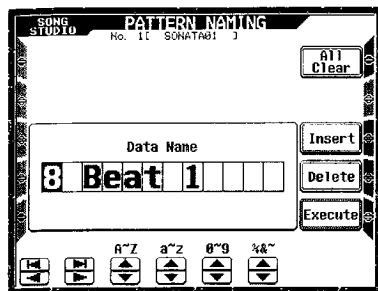 SONG STUDIO
PATTERN NAMING
No. 1[ SONATA01 ]
All Clear
Data Name
8 Beat 1
Insert
Delete
Execute
A~Z a~z 0~9 %&~